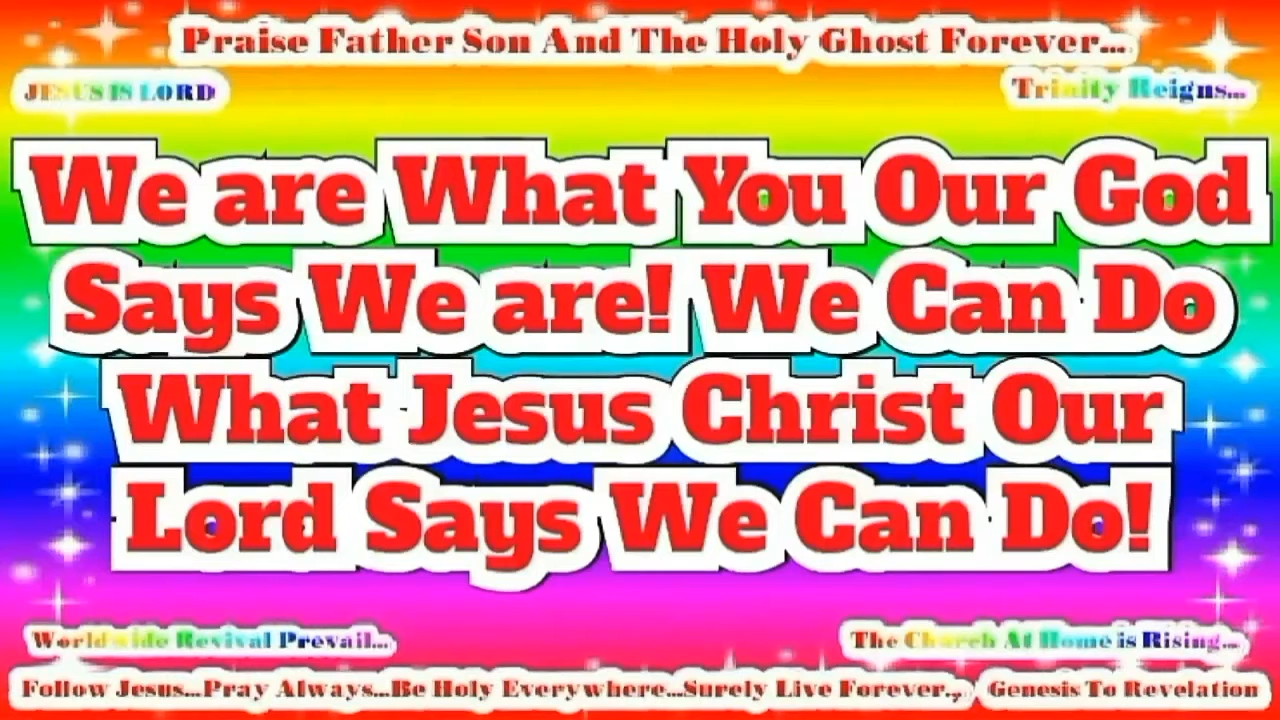 Praise Father Son And The Holy Ghost Forever...
JESUS IS LORD
Trinity Reigns...
We are What You Our God
Says We are! We Can Do
What Jesus Christ Our
Lord Says We Can Do!
Worldwide Revival Prevail...
The Church At Home is Rising...
Follow Jesus...Pray Always...Be Holy Everywhere...Surely Live Forever... Genesis To Revelation